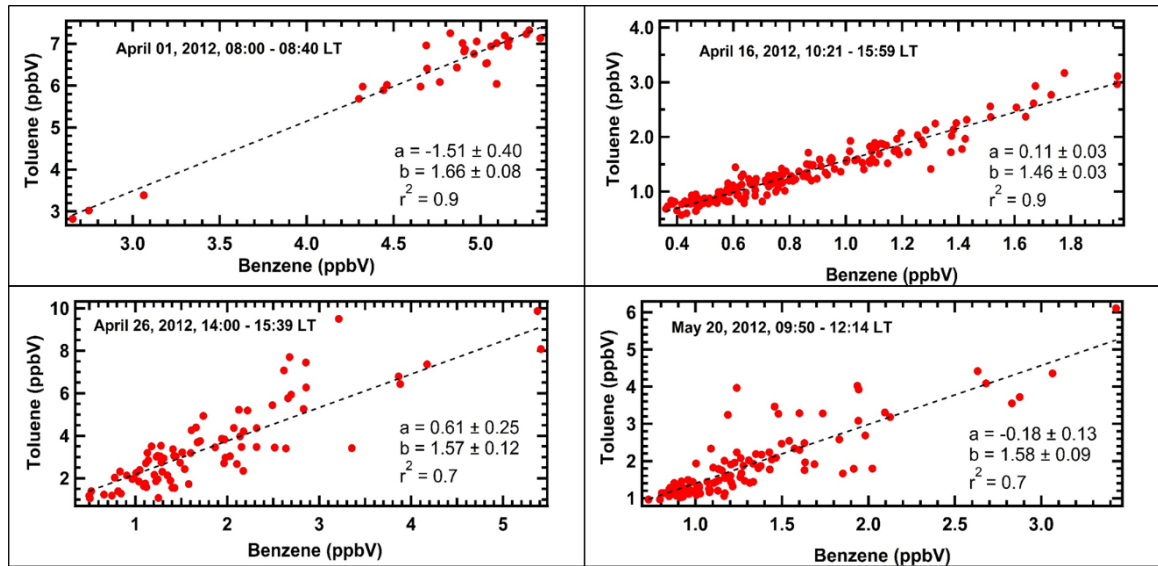 April 01, 2012, 08:00 - 08:40 LT
7
6
5
4
3
Toluene (ppbV)
a = -1.51 ± 0.40
b = 1.66 ± 0.08
r² = 0.9
3.0 3.5 4.0 4.5 5.0
Benzene (ppbV)
April 16, 2012, 10:21 - 15:59 LT
4.0
3.0
2.0
1.0
Toluene (ppbV)
a = 0.11 ± 0.03
b = 1.46 ± 0.03
r² = 0.9
0.4 0.6 0.8 1.0 1.2 1.4 1.6 1.8
Benzene (ppbV)
April 26, 2012, 14:00 - 15:39 LT
10
8
6
4
2
Toluene (ppbV)
a = 0.61 ± 0.25
b = 1.57 ± 0.12
r² = 0.7
1 2 3 4 5
Benzene (ppbV)
May 20, 2012, 09:50 - 12:14 LT
6
5
4
3
2
1
Toluene (ppbV)
a = -0.18 ± 0.13
b = 1.58 ± 0.09
r² = 0.7
1.0 1.5 2.0 2.5 3.0
Benzene (ppbV)